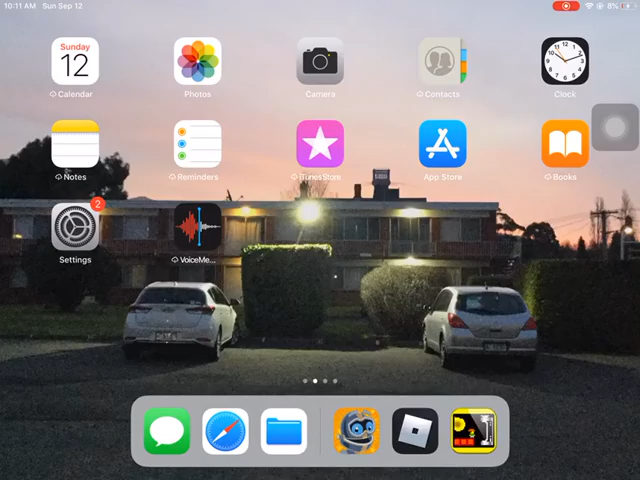 10:11 AM Sun Sep 12
8%
Sunday
12
Calendar
Photos
Camera
Contacts
Clock
Notes
Reminders
iTunes Store
App Store
Books
2
Settings
VoiceMe...